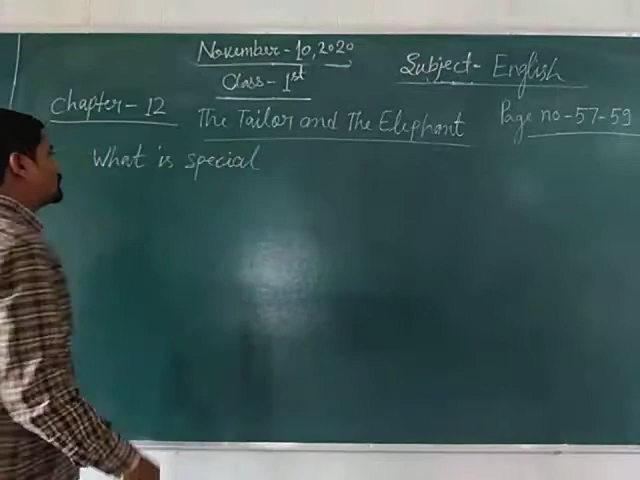 November - 10, 2020
Class - 1st
Subject - English
Chapter - 12
The Tailor and The Elephant
Page no - 57 - 59
What is special